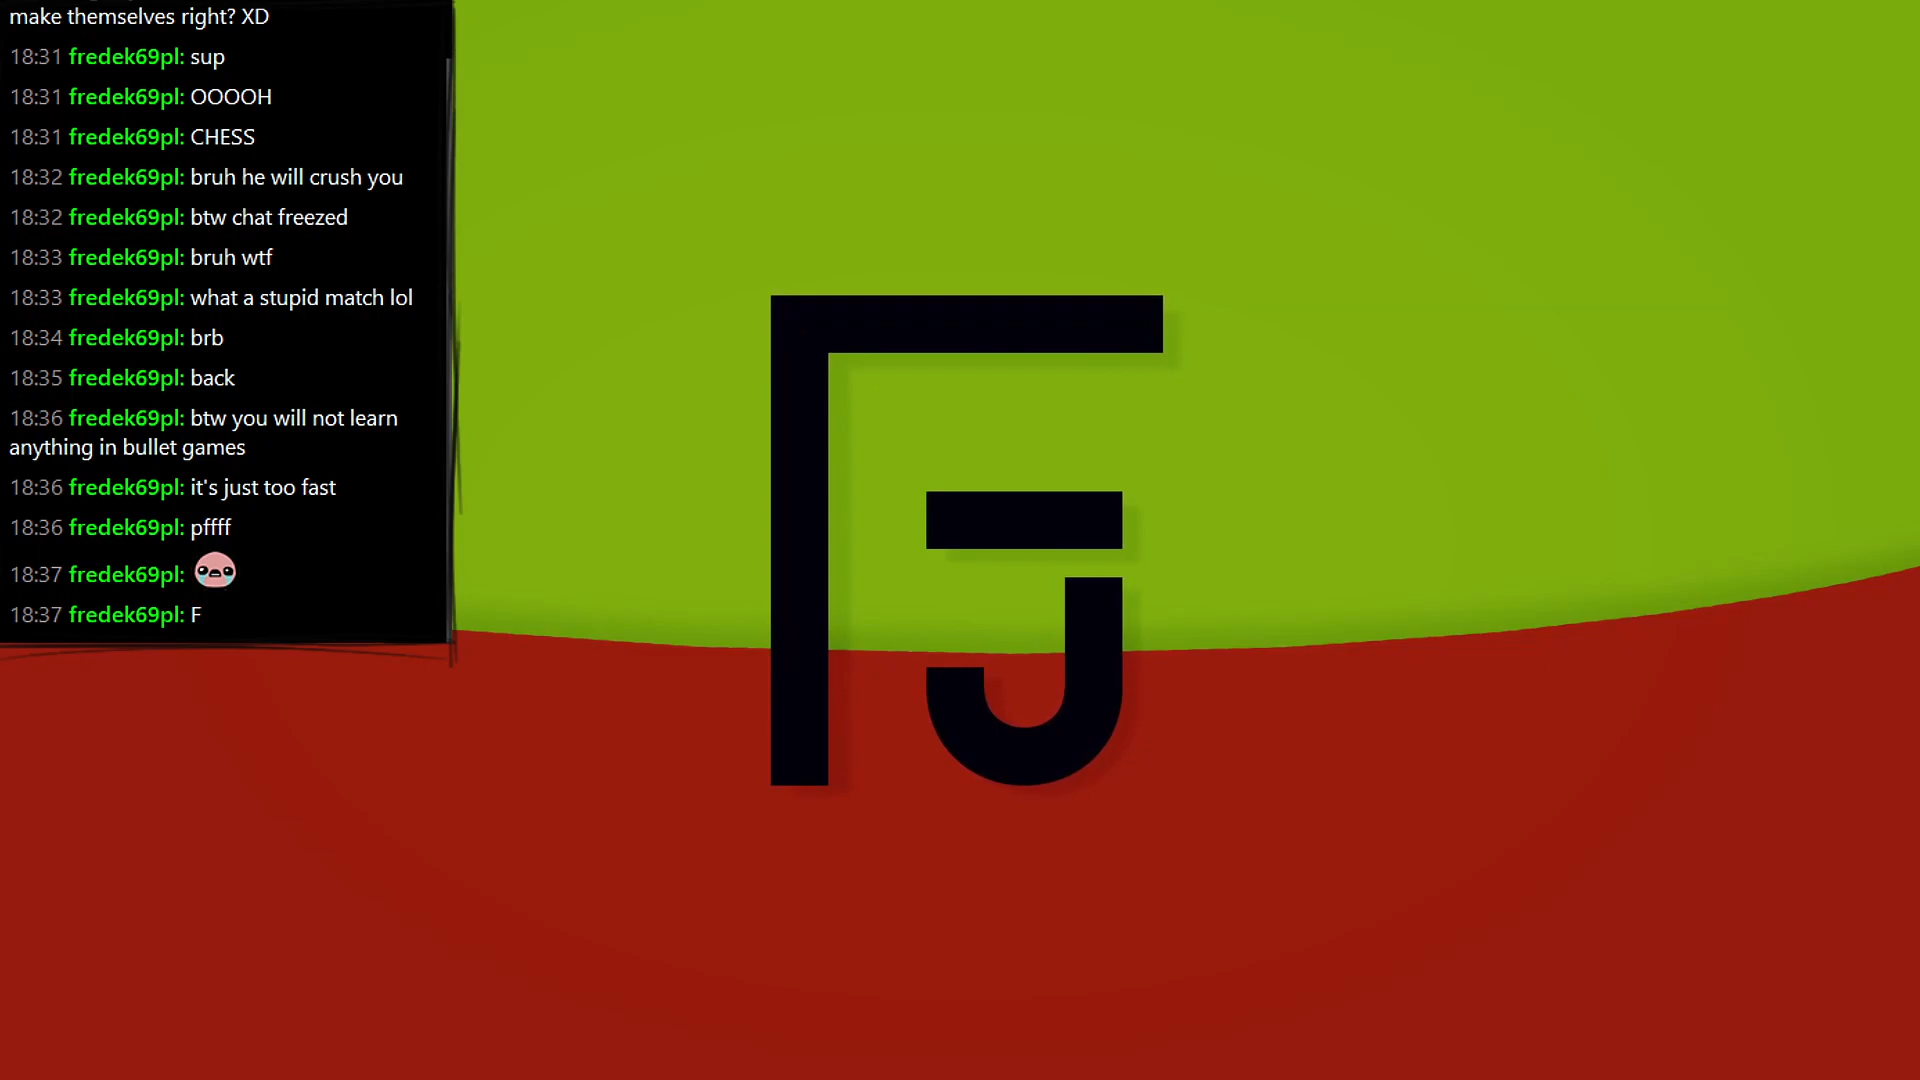 make themselves right? XD
18:31 fredek69pl: sup
18:31 fredek69pl: OOOOH
18:31 fredek69pl: CHESS
18:32 fredek69pl: bruh he will crush you
18:32 fredek69pl: btw chat freezed
18:33 fredek69pl: bruh wtf
18:33 fredek69pl: what a stupid match lol
18:34 fredek69pl: brb
18:35 fredek69pl: back
18:36 fredek69pl: btw you will not learn
anything in bullet games
18:36 fredek69pl: it's just too fast
18:36 fredek69pl: pffff
18:37 fredek69pl:
18:37 fredek69pl: F
FJ